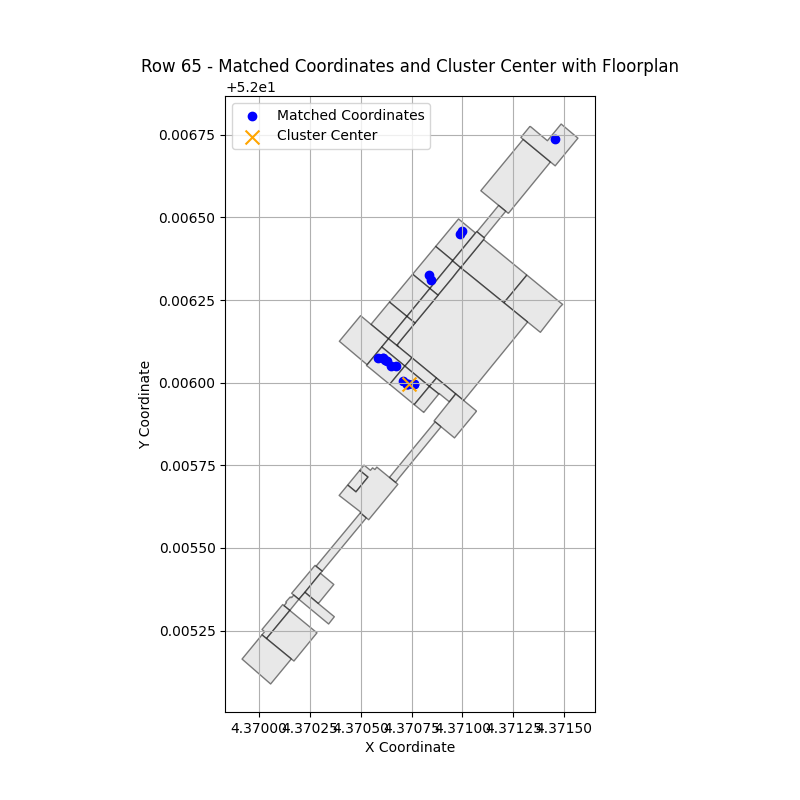 Row 65 - Matched Coordinates and Cluster Center with Floorplan
+5.2e1
Matched Coordinates
Cluster Center
0.00675
0.00650
0.00625
0.00600
0.00575
0.00550
0.00525
Y Coordinate
4.37000 4.37025 4.37050 4.37075 4.37100 4.37125 4.37150
X Coordinate